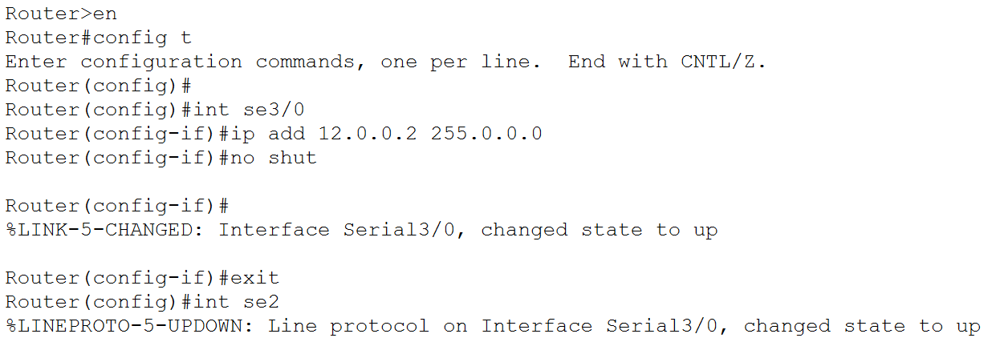 Router>en
Router#config t
Enter configuration commands, one per line.  End with CNTL/Z.
Router(config)#
Router(config)#int se3/0
Router(config-if)#ip add 12.0.0.2 255.0.0.0
Router(config-if)#no shut

Router(config-if)#
%LINK-5-CHANGED: Interface Serial3/0, changed state to up

Router(config-if)#exit
Router(config)#int se2
%LINEPROTO-5-UPDOWN: Line protocol on Interface Serial3/0, changed state to up